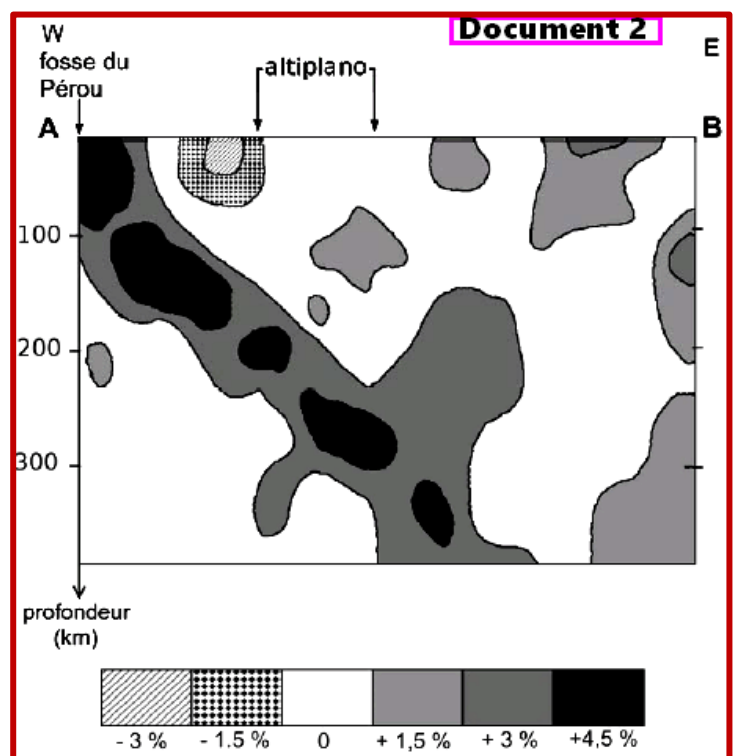 Document 2
W
fosse du
Pérou
altiplano
E
A
B
100
200
300
profondeur
(km)
- 3 %
- 1.5 %
0
+ 1,5 %
+ 3 %
+4,5 %